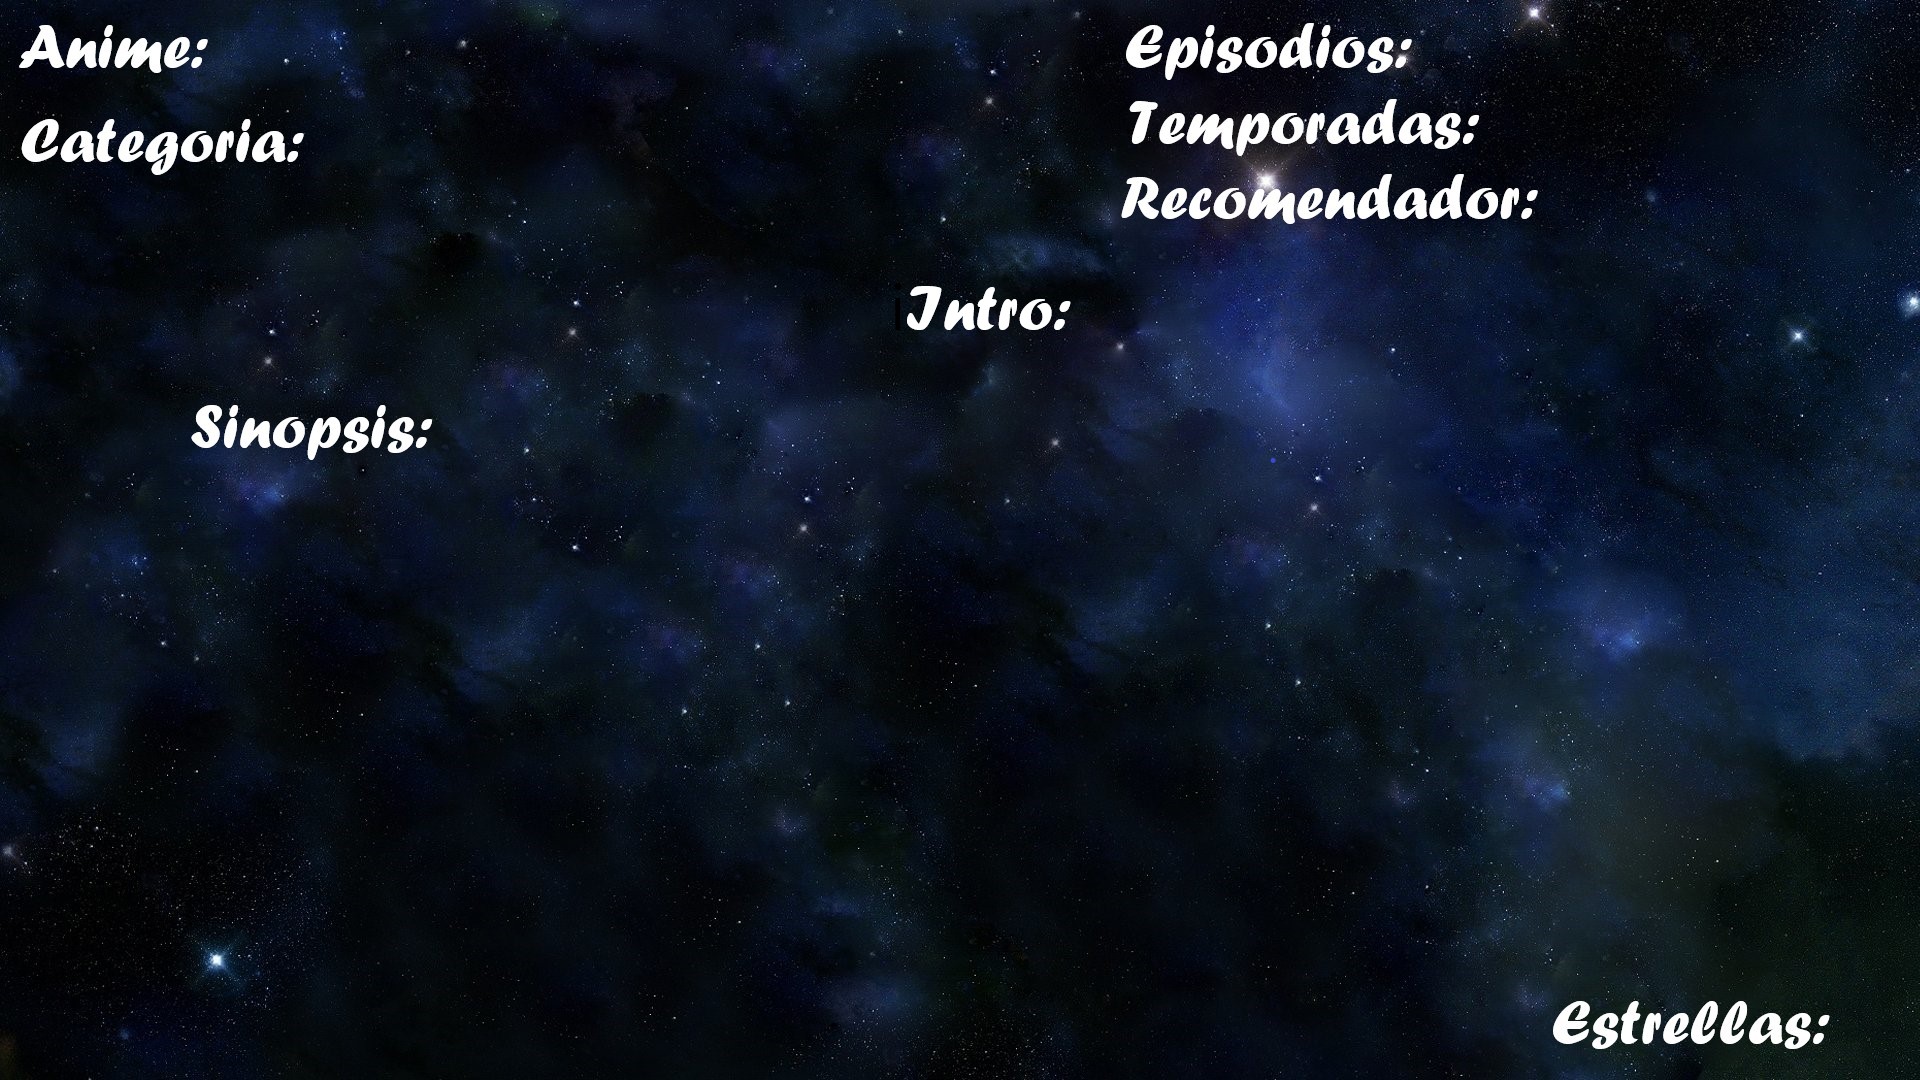 Anime:
Categoria:
Episodios:
Temporadas:
Recomendador:
Intro:
Sinopsis:
Estrellas: